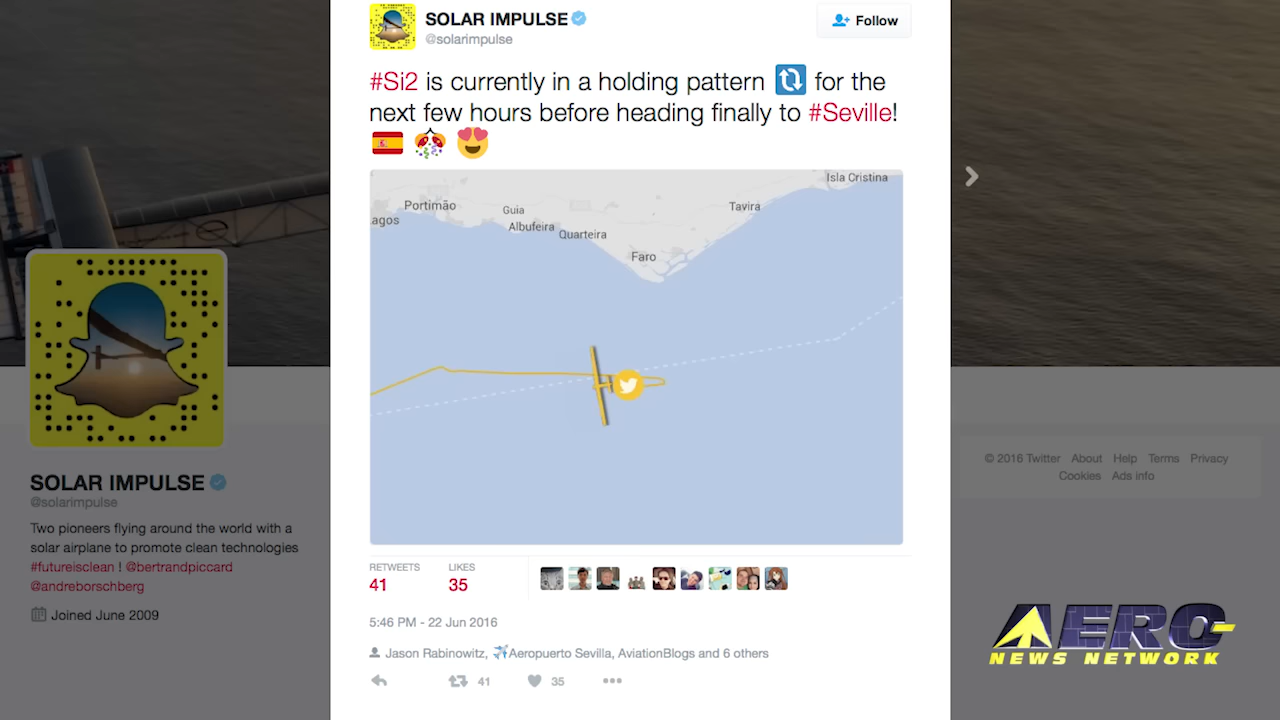 SOLAR IMPULSE
@solarimpulse
Follow
#Si2 is currently in a holding pattern 🔃 for the
next few hours before heading finally to #Seville!
🇪🇸 🎊 😍
Isla Cristina
Portimão
Guia
Tavira
agos
Albufeira
Quarteira
Faro
RETWEETS
LIKES
41
35
5:46 PM - 22 Jun 2016
Jason Rabinowitz, ✈️Aeropuerto Sevilla, AviationBlogs and 6 others
41
35
SOLAR IMPULSE
@solarimpulse
Two pioneers flying around the world with a
solar airplane to promote clean technologies
#futureisclean ! @bertrandpiccard
@andreborschberg
Joined June 2009
© 2016 Twitter About Help Terms Privacy
Cookies Ads info
AERO-
NEWS NETWORK